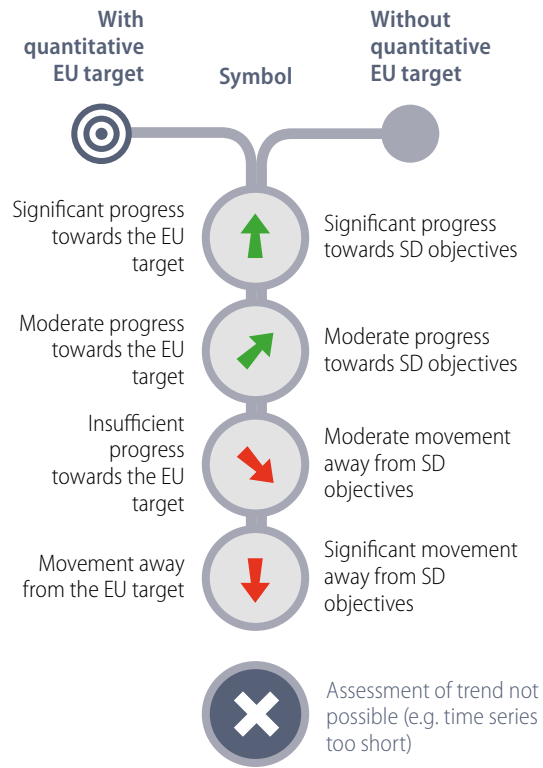 With
quantitative
EU target
Symbol
Without
quantitative
EU target
Significant progress
towards the EU
target
Significant progress
towards SD objectives
Moderate progress
towards the EU
target
Moderate progress
towards SD objectives
Insufficient
progress
towards the EU
target
Moderate movement
away from SD
objectives
Movement away
from the EU target
Significant movement
away from SD
objectives
Assessment of trend not
possible (e.g. time series
too short)